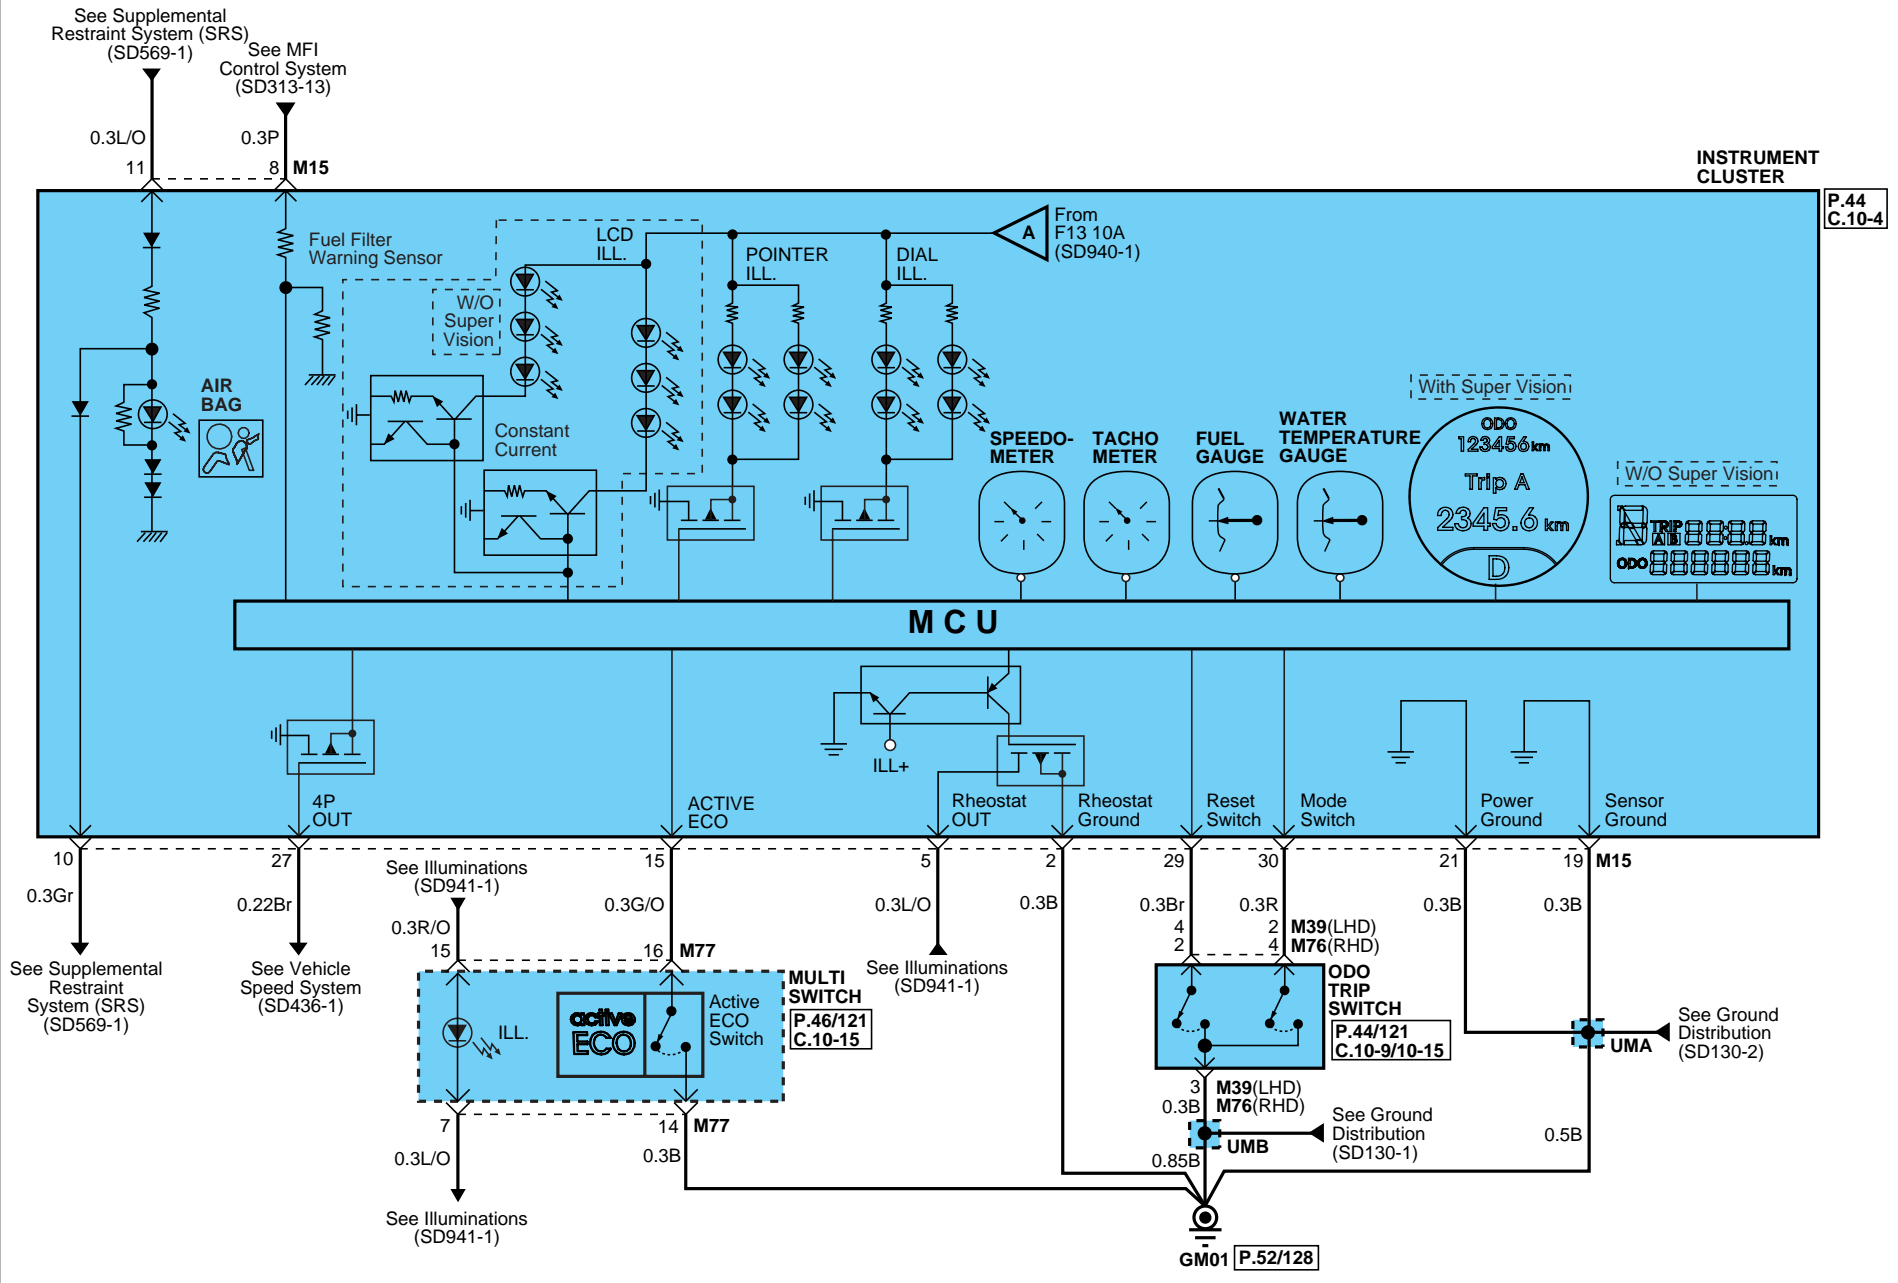 See Supplemental
Restraint System (SRS)
(SD569-1)
See MFI
Control System
(SD313-13)
0.3L/O
0.3P
11
8
M15
INSTRUMENT
CLUSTER
P.44
C.10-4
Fuel Filter
Warning Sensor
LCD
ILL.
W/O
Super
Vision
POINTER
ILL.
DIAL
ILL.
A
From
F13 10A
(SD940-1)
AIR
BAG
Constant
Current
SPEEDO-
METER
TACHO
METER
FUEL
GAUGE
WATER
TEMPERATURE
GAUGE
With Super Vision
ODO
123456 km
Trip A
2345.6 km
D
W/O Super Vision
N
TRIP
A B
88:8.8 km
ODO 888888 km
M C U
ILL+
4P
OUT
ACTIVE
ECO
Rheostat
OUT
Rheostat
Ground
Reset
Switch
Mode
Switch
Power
Ground
Sensor
Ground
10
27
15
5
2
29
30
21
19
M15
0.3Gr
0.22Br
See Illuminations
(SD941-1)
0.3R/O
0.3G/O
0.3L/O
0.3B
0.3Br
0.3R
0.3B
0.3B
See Supplemental
Restraint
System (SRS)
(SD569-1)
See Vehicle
Speed System
(SD436-1)
15
16
M77
See Illuminations
(SD941-1)
4
2
M39(LHD)
2
4
M76(RHD)
MULTI
SWITCH
P.46/121
C.10-15
ILL.
active
ECO
Active
ECO
Switch
ODO
TRIP
SWITCH
P.44/121
C.10-9/10-15
UMA
See Ground
Distribution
(SD130-2)
7
14
M77
0.3L/O
0.3B
3
M39(LHD)
0.3B
M76(RHD)
UMB
See Ground
Distribution
(SD130-1)
0.85B
0.5B
See Illuminations
(SD941-1)
GM01
P.52/128